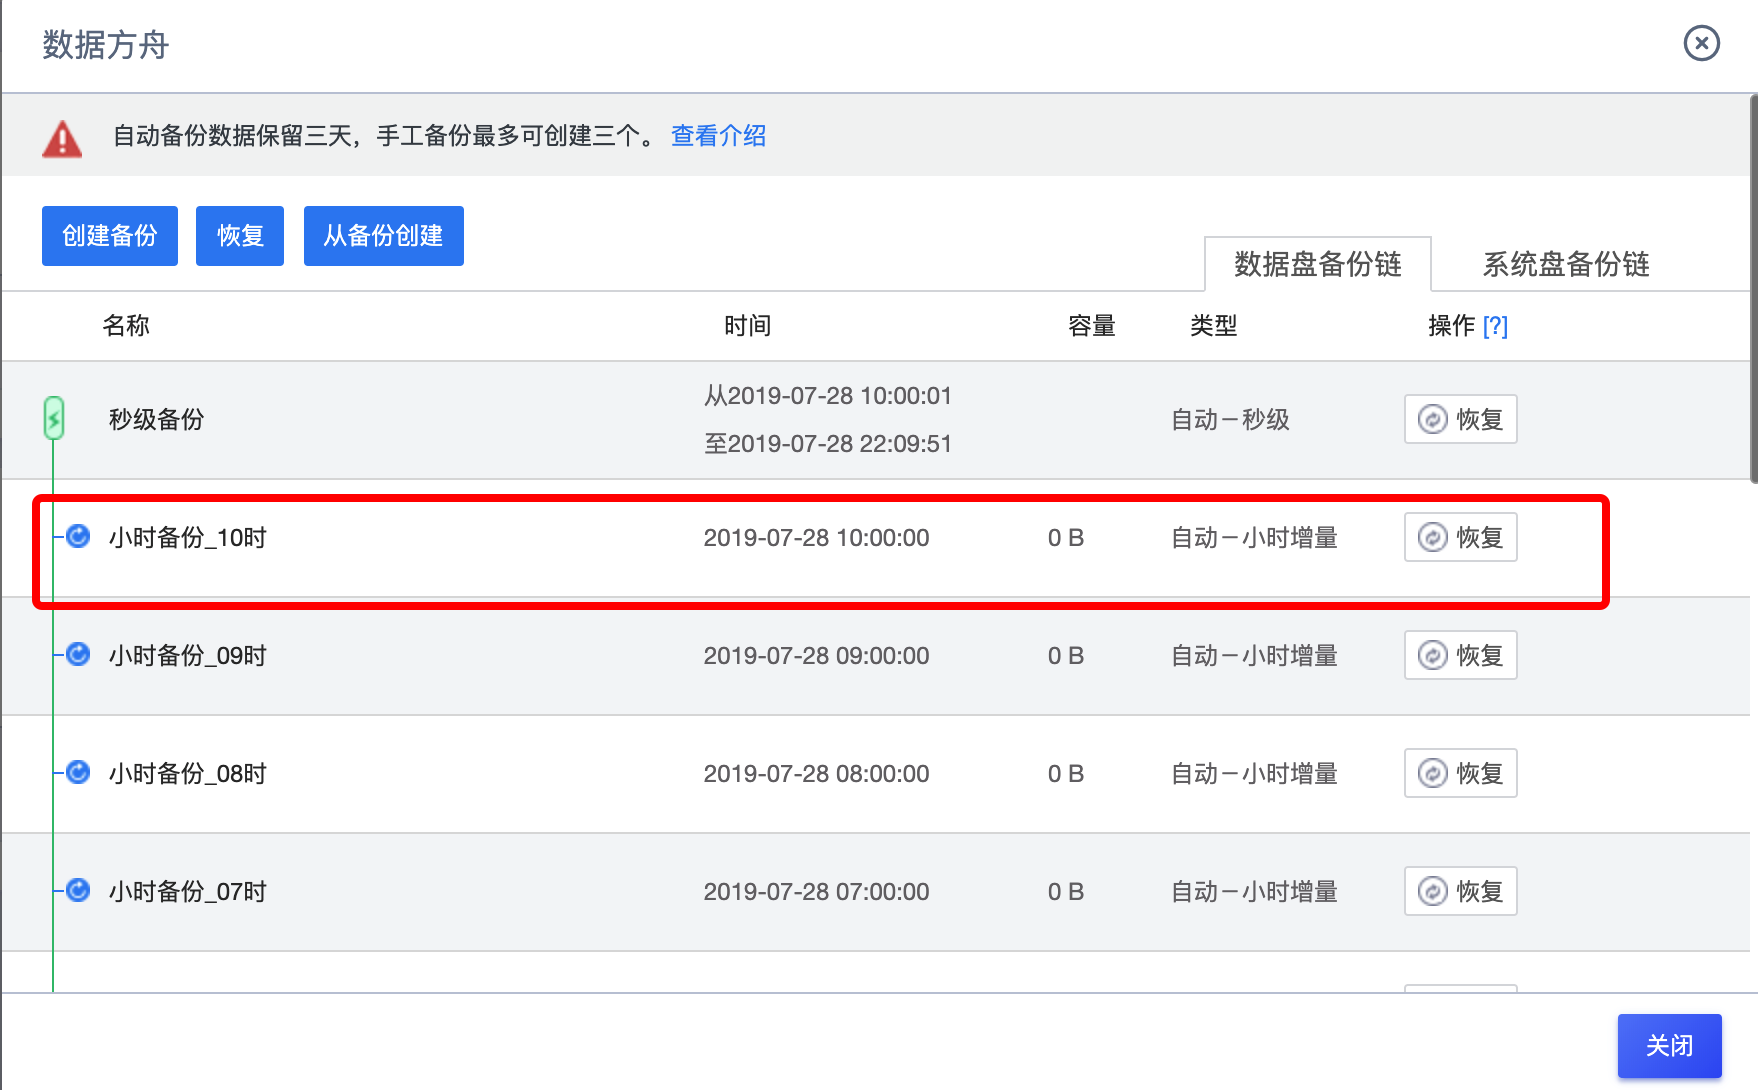 数据方舟
自动备份数据保留三天，手工备份最多可创建三个。 查看介绍
创建备份 恢复 从备份创建
数据盘备份链 系统盘备份链
名称 时间 容量 类型 操作 [?]
秒级备份 从2019-07-28 10:00:01 自动－秒级 恢复
至2019-07-28 22:09:51
小时备份_10时 2019-07-28 10:00:00 0 B 自动－小时增量 恢复
小时备份_09时 2019-07-28 09:00:00 0 B 自动－小时增量 恢复
小时备份_08时 2019-07-28 08:00:00 0 B 自动－小时增量 恢复
小时备份_07时 2019-07-28 07:00:00 0 B 自动－小时增量 恢复
关闭